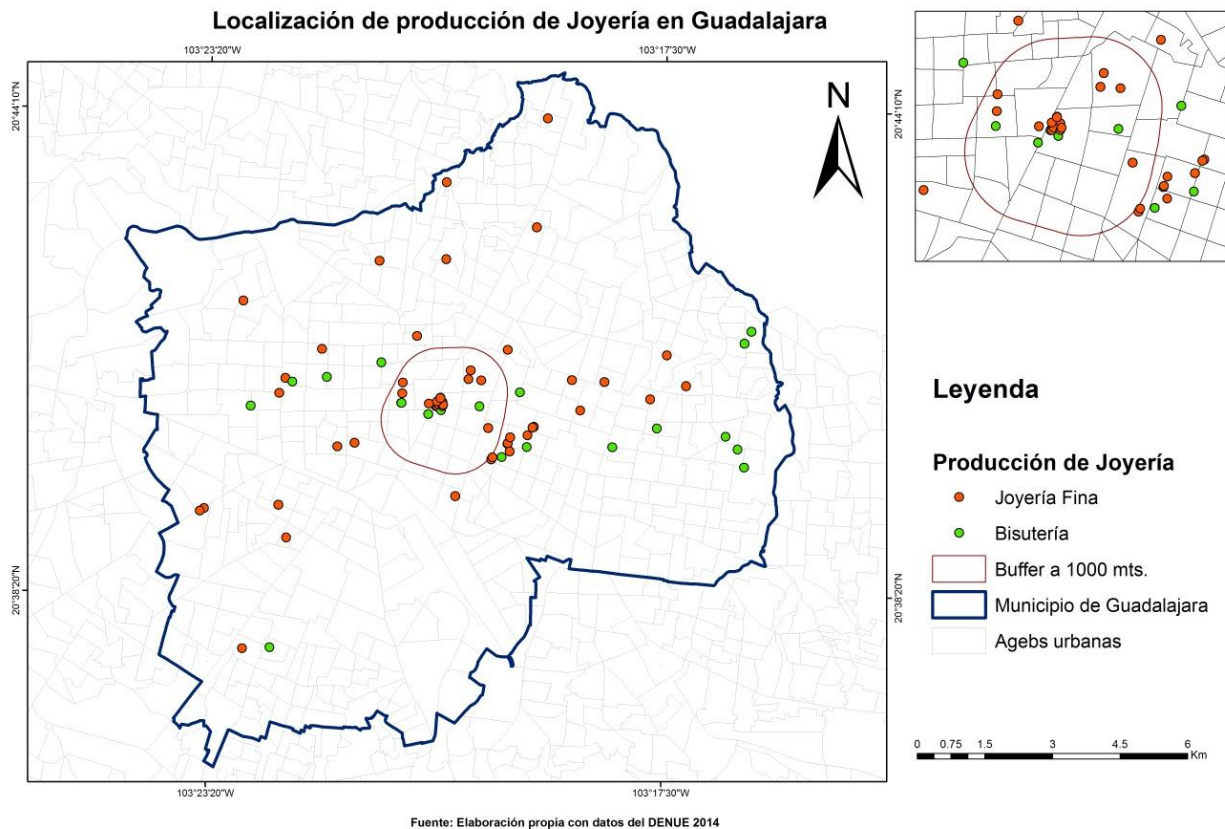 Localización de producción de Joyería en Guadalajara
103°23'20"W
103°17'30"W
20°44'10"N
20°44'10"N
N
Leyenda
Producción de Joyería
Joyería Fina
Bisutería
Buffer a 1000 mts.
Municipio de Guadalajara
Agebs urbanas
20°38'20"N
20°38'20"N
0 0.75 1.5 3 4.5 6
Km
103°23'20"W
103°17'30"W
Fuente: Elaboración propia con datos del DENUE 2014